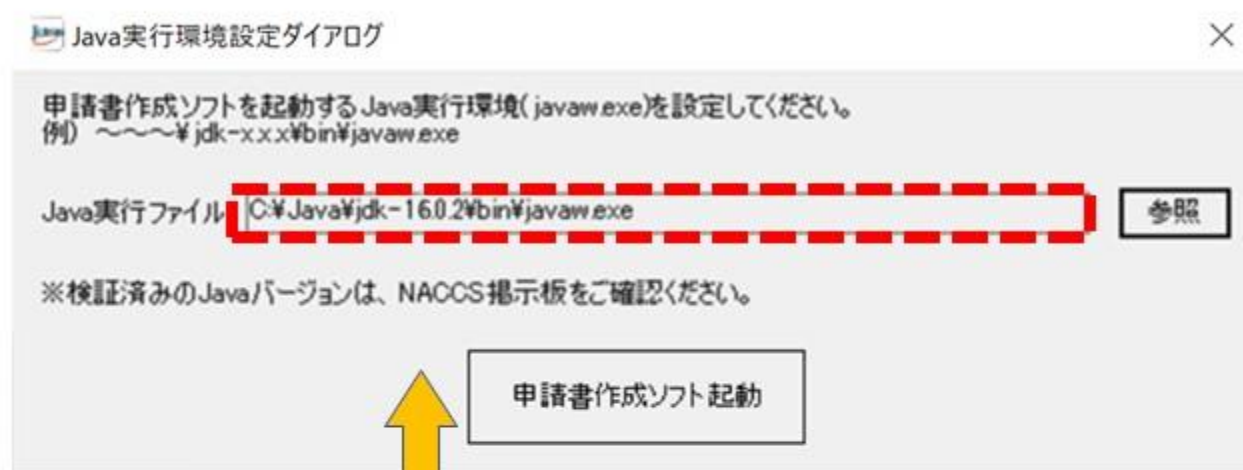 Java実行環境設定ダイアログ
申請書作成ソフトを起動するJava実行環境(javaw.exe)を設定してください。
例) ~~~¥jdk-x.x.x¥bin¥javaw.exe
Java実行ファイル C:¥Java¥jdk-16.0.2¥bin¥javaw.exe 参照
※検証済みのJavaバージョンは、NACCS掲示板をご確認ください。
申請書作成ソフト起動